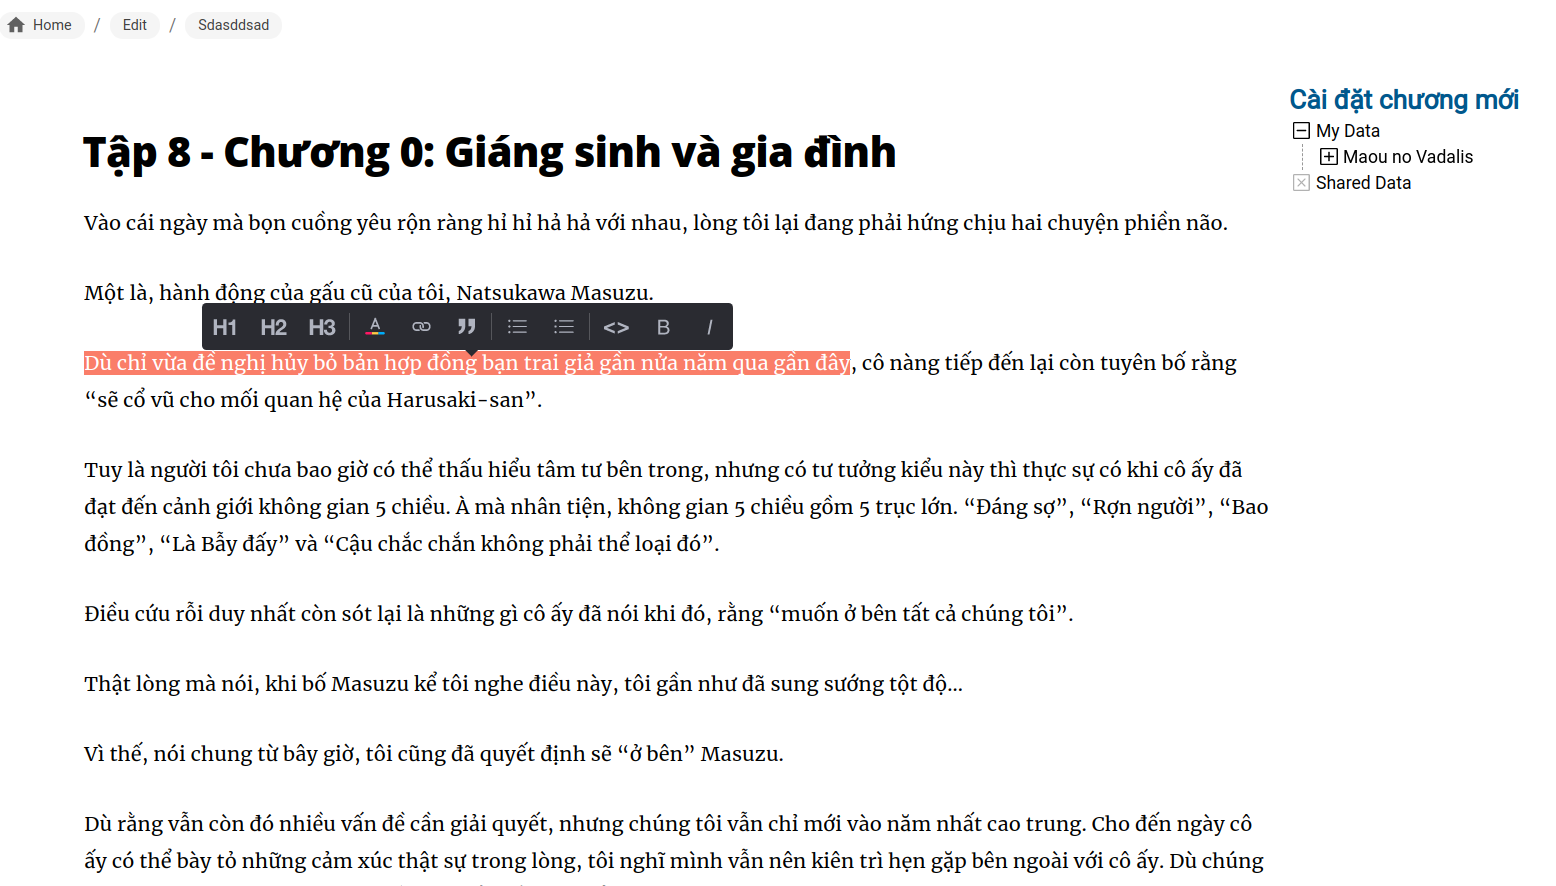 Home / Edit / Sdasddsad
Cài đặt chương mới
My Data
Maou no Vadalis
Shared Data
Tập 8 - Chương 0: Giáng sinh và gia đình
Vào cái ngày mà bọn cuồng yêu rộn ràng hỉ hỉ hả hả với nhau, lòng tôi lại đang phải hứng chịu hai chuyện phiền não.
Một là, hành động của gấu cũ của tôi, Natsukawa Masuzu.
H1 H2 H3 A <> B I
Dù chỉ vừa đề nghị hủy bỏ bản hợp đồng bạn trai giả gần nửa năm qua gần đây, cô nàng tiếp đến lại còn tuyên bố rằng
“sẽ cổ vũ cho mối quan hệ của Harusaki-san”.
Tuy là người tôi chưa bao giờ có thể thấu hiểu tâm tư bên trong, nhưng có tư tưởng kiểu này thì thực sự có khi cô ấy đã
đạt đến cảnh giới không gian 5 chiều. À mà nhân tiện, không gian 5 chiều gồm 5 trục lớn. “Đáng sợ”, “Rợn người”, “Bao
đồng”, “Là Bẫy đấy” và “Cậu chắc chắn không phải thể loại đó”.
Điều cứu rỗi duy nhất còn sót lại là những gì cô ấy đã nói khi đó, rằng “muốn ở bên tất cả chúng tôi”.
Thật lòng mà nói, khi bố Masuzu kể tôi nghe điều này, tôi gần như đã sung sướng tột độ...
Vì thế, nói chung từ bây giờ, tôi cũng đã quyết định sẽ “ở bên” Masuzu.
Dù rằng vẫn còn đó nhiều vấn đề cần giải quyết, nhưng chúng tôi vẫn chỉ mới vào năm nhất cao trung. Cho đến ngày cô
ấy có thể bày tỏ những cảm xúc thật sự trong lòng, tôi nghĩ mình vẫn nên kiên trì hẹn gặp bên ngoài với cô ấy. Dù chúng